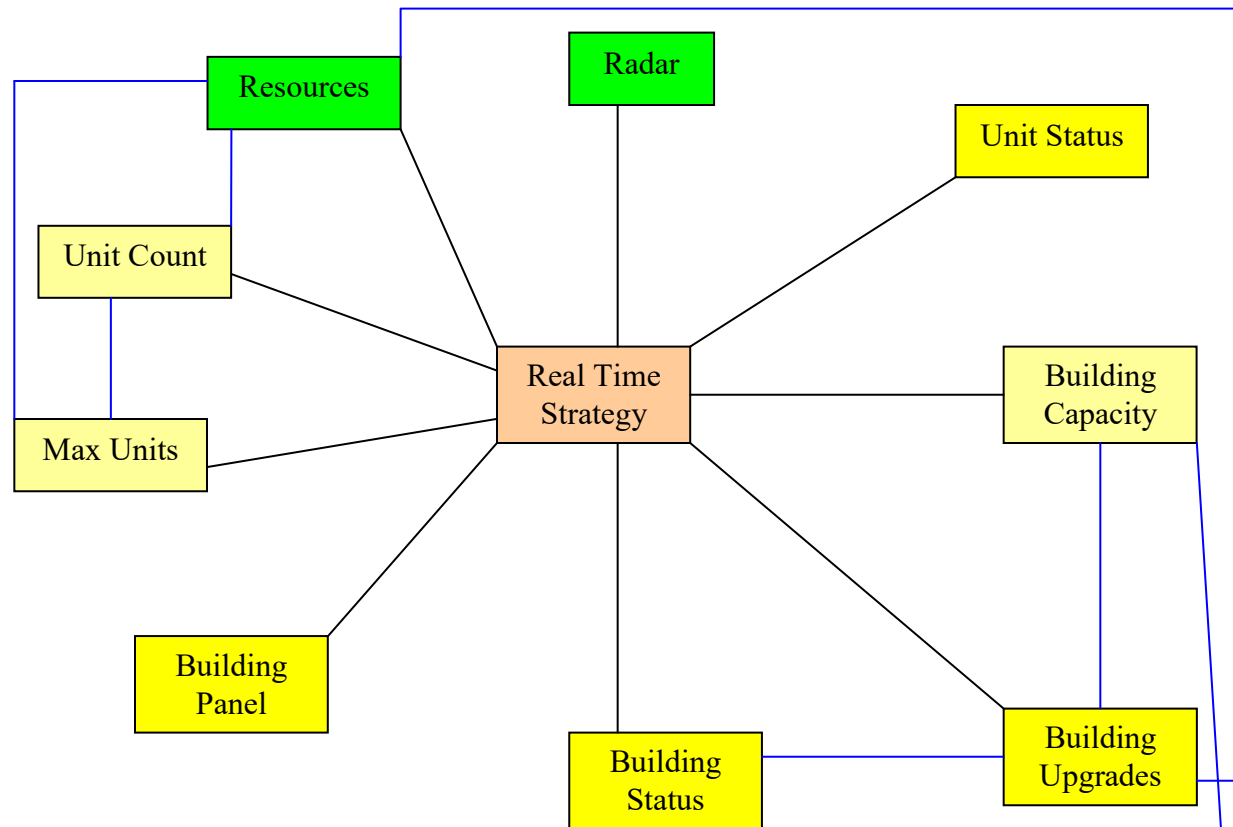 Radar
Resources
Unit Status
Unit Count
Real Time
Strategy
Building
Capacity
Max Units
Building
Panel
Building
Status
Building
Upgrades